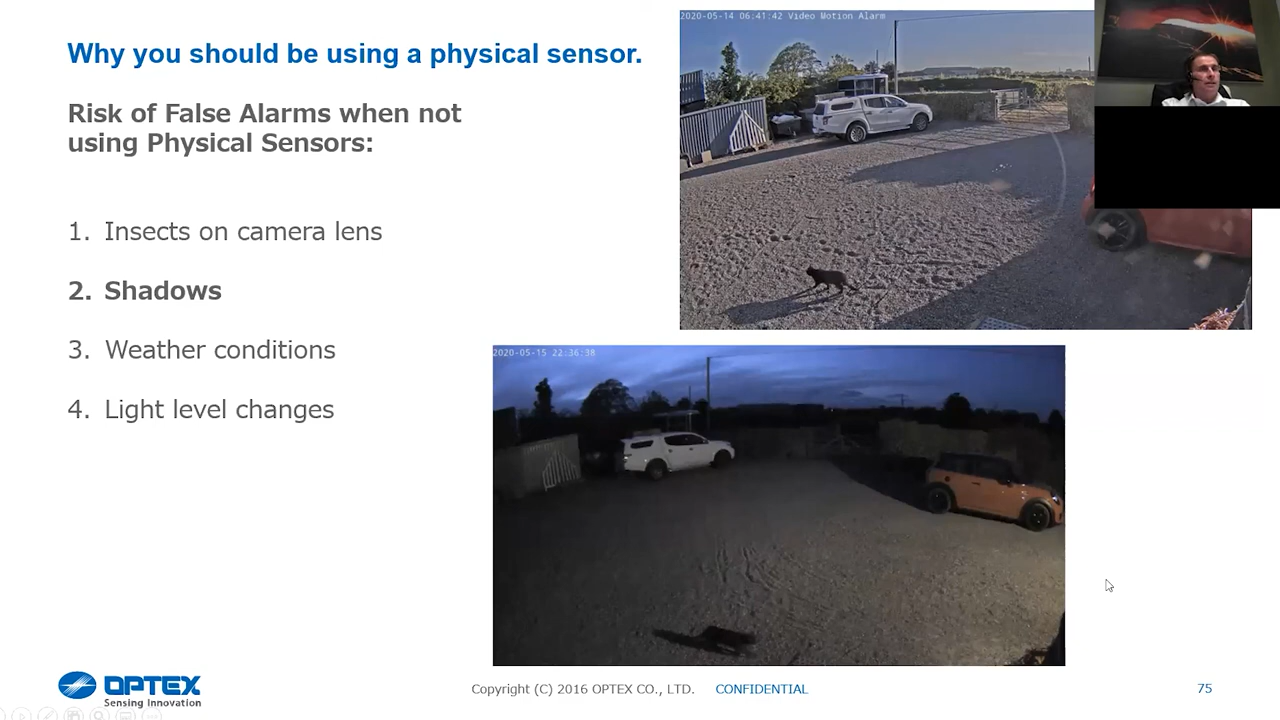 Why you should be using a physical sensor.
Risk of False Alarms when not
using Physical Sensors:
1. Insects on camera lens
2. Shadows
3. Weather conditions
4. Light level changes
2020-05-14 06:41:42 Video Motion Alarm
2020-05-15 22:36:38
OPTEX
Sensing Innovation
Copyright (C) 2016 OPTEX CO., LTD. CONFIDENTIAL
75